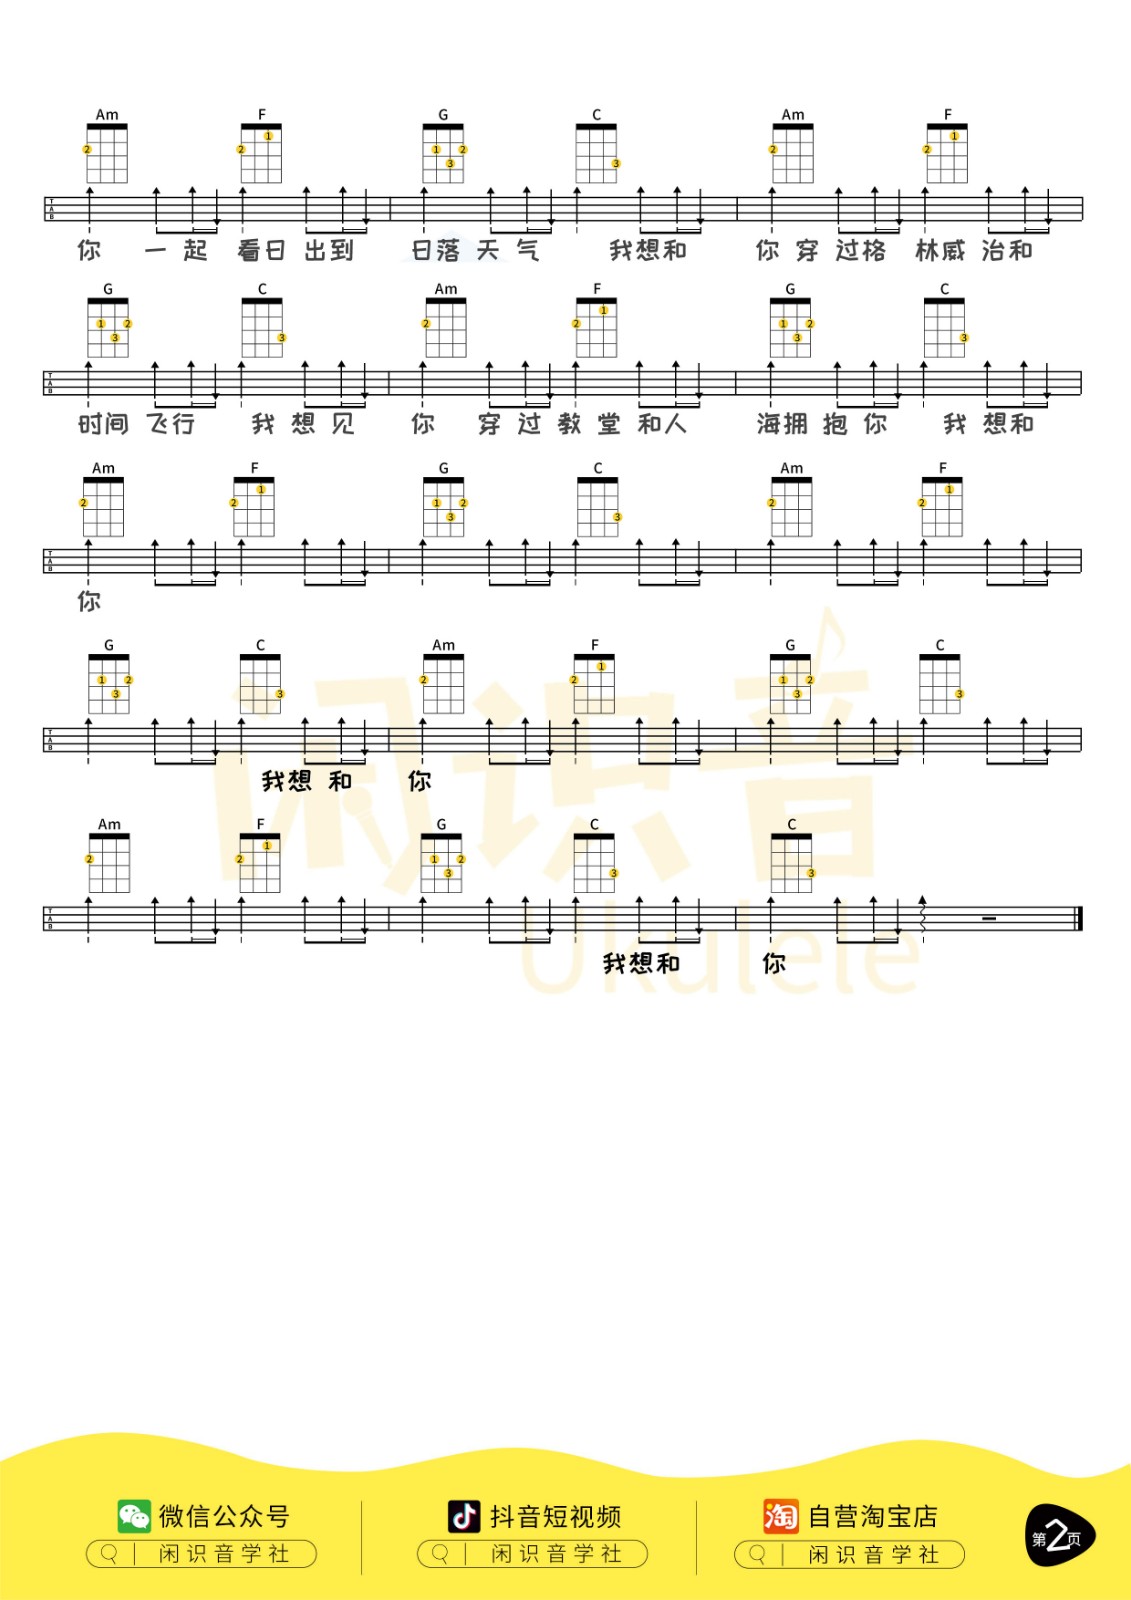 Am F G C Am F
你 一 起 看日 出到 日落 天 气 我想和 你 穿 过格 林威 治和
G C Am F G C
时间 飞行 我 想 见 你 穿 过 教 堂 和人 海拥 抱 你 我 想和
Am F G C Am F
你
G C Am F G C
我想 和 你
Am F G C C
我想和 你
闲识音
Ukulele
微信公众号 抖音短视频 自营淘宝店
闲识音学社 闲识音学社 闲识音学社
第2页